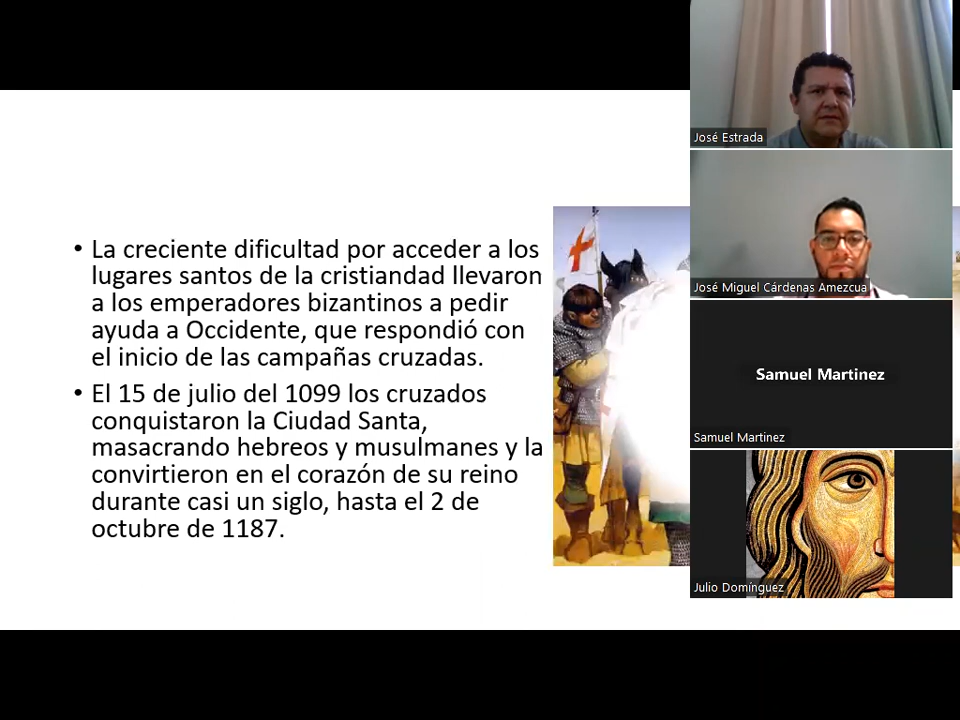 • La creciente dificultad por acceder a los
lugares santos de la cristiandad llevaron
a los emperadores bizantinos a pedir
ayuda a Occidente, que respondió con
el inicio de las campañas cruzadas.
• El 15 de julio del 1099 los cruzados
conquistaron la Ciudad Santa,
masacrando hebreos y musulmanes y la
convirtieron en el corazón de su reino
durante casi un siglo, hasta el 2 de
octubre de 1187.
José Estrada
José Miguel Cárdenas Amezcua
Samuel Martinez
Samuel Martinez
Julio Domínguez